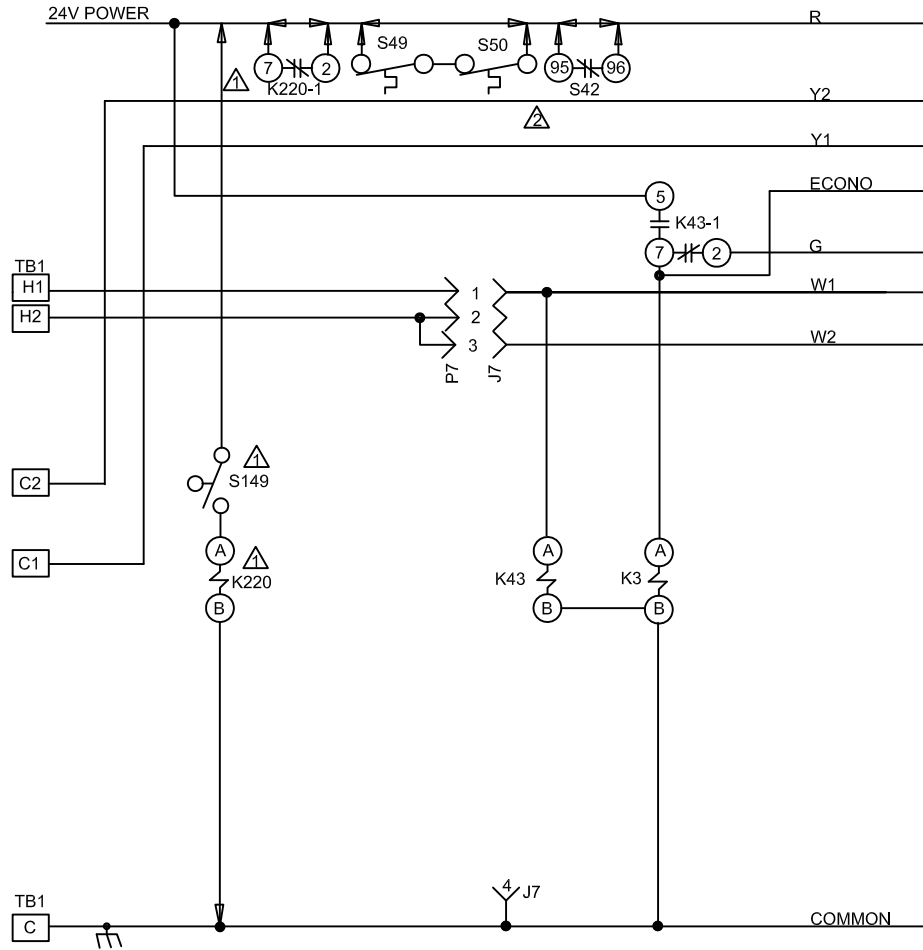 24V POWER
R
S49
S50
7
2
95
96
1
K220-1
S42
2
Y2
Y1
ECONO
5
K43-1
7
2
G
TB1
H1
1
W1
H2
2
3
W2
P7
J7
1
S149
C2
A
1
K220
B
C1
A
K43
B
A
K3
B
TB1
C
4
J7
COMMON